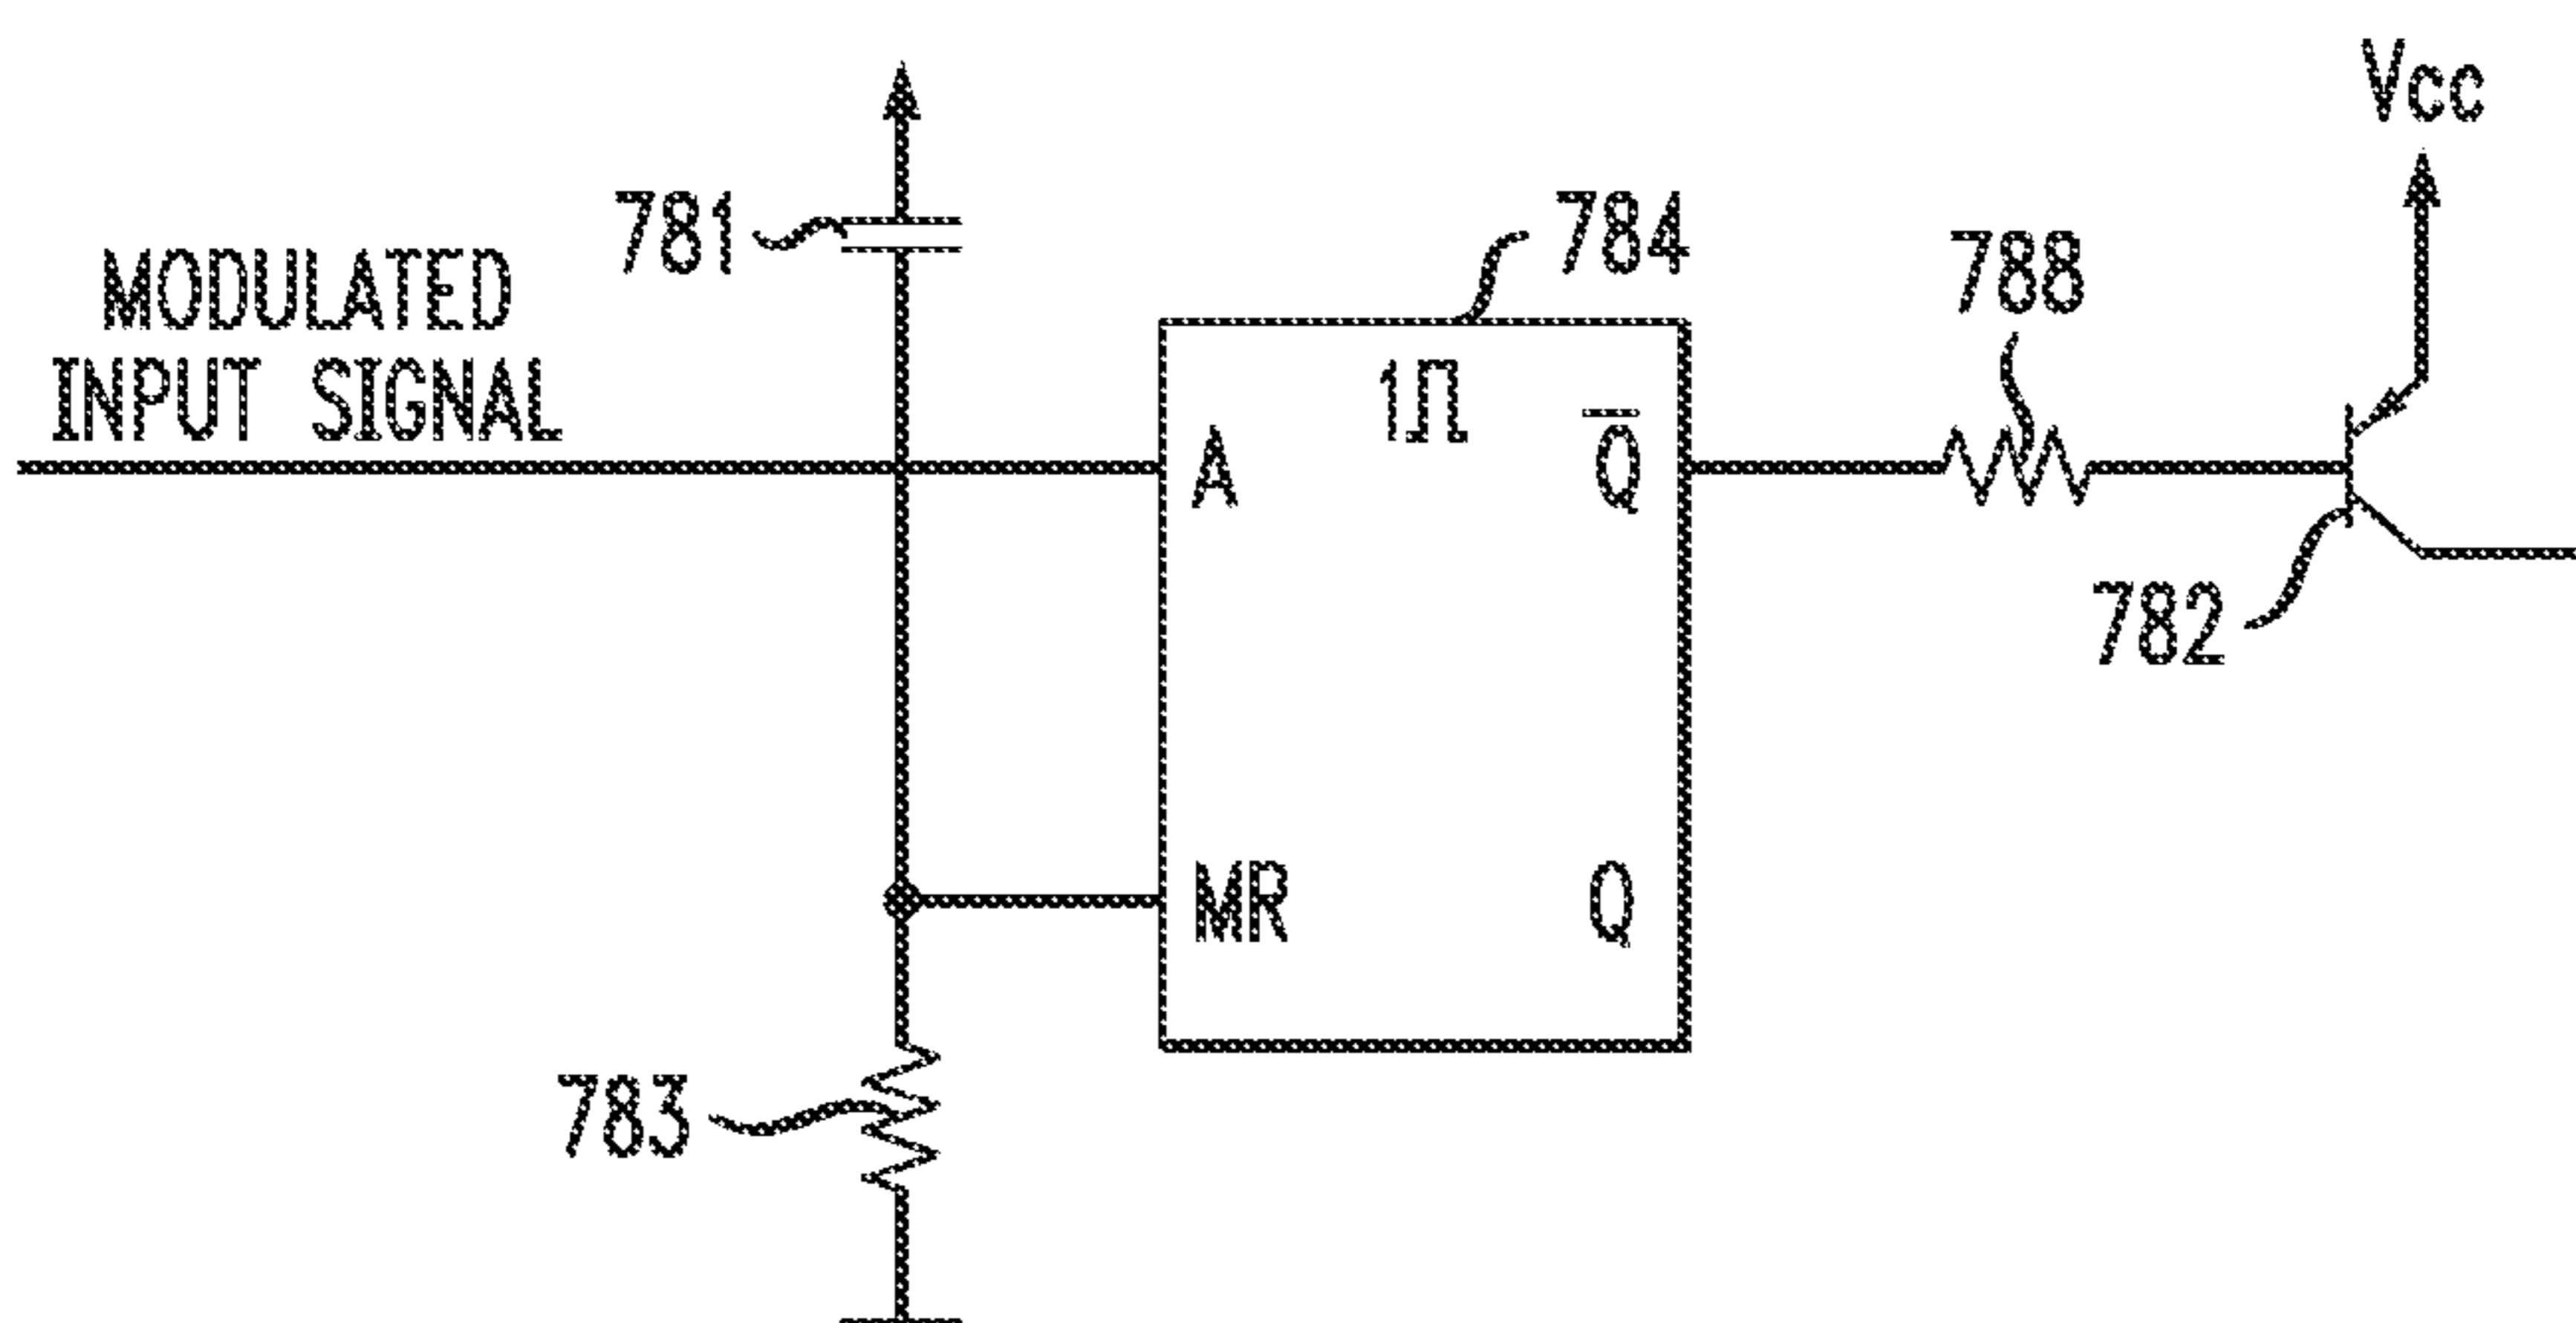 Vcc
781
784
788
MODULATED
INPUT SIGNAL
1
A
Q̅
782
MR
Q
783